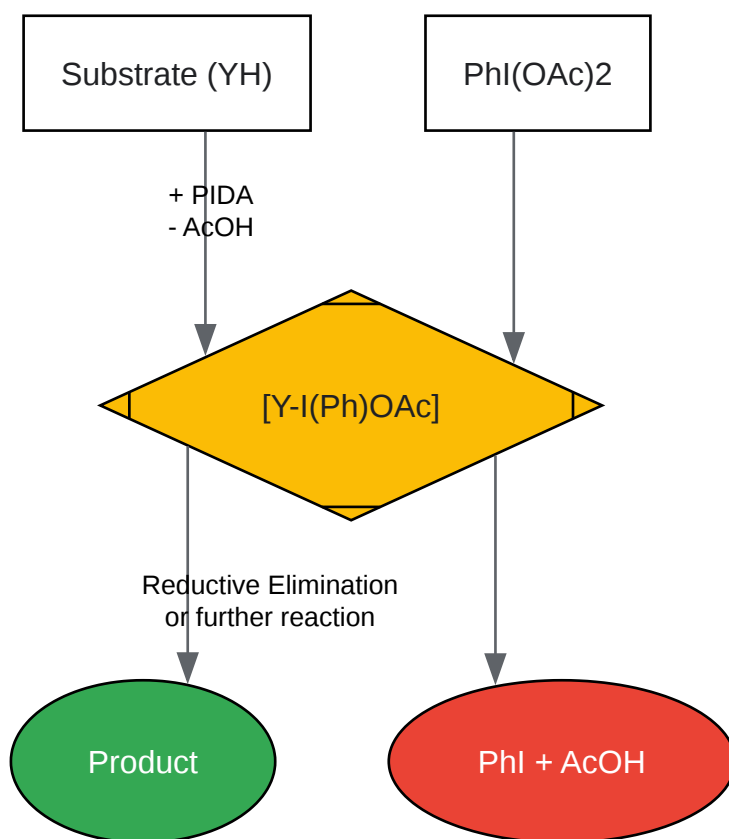 Substrate (YH)
PhI(OAc)2
+ PIDA
- AcOH
[Y-I(Ph)OAc]
Reductive Elimination
or further reaction
Product
PhI + AcOH